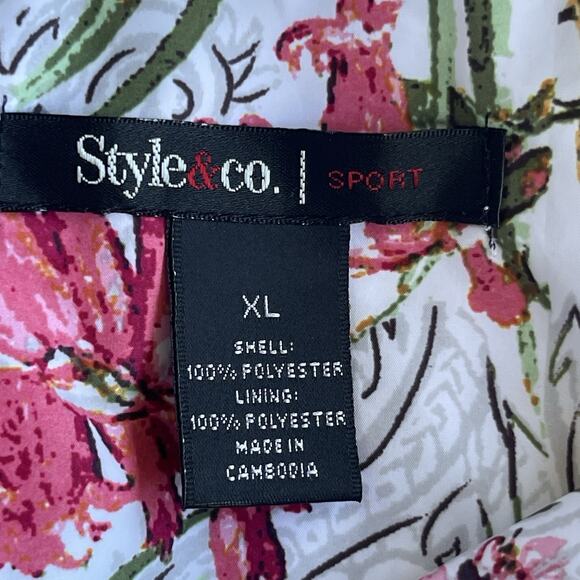 Style&co. | SPORT
XL
SHELL:
100% POLYESTER
LINING:
100% POLYESTER
MADE IN
CAMBODIA